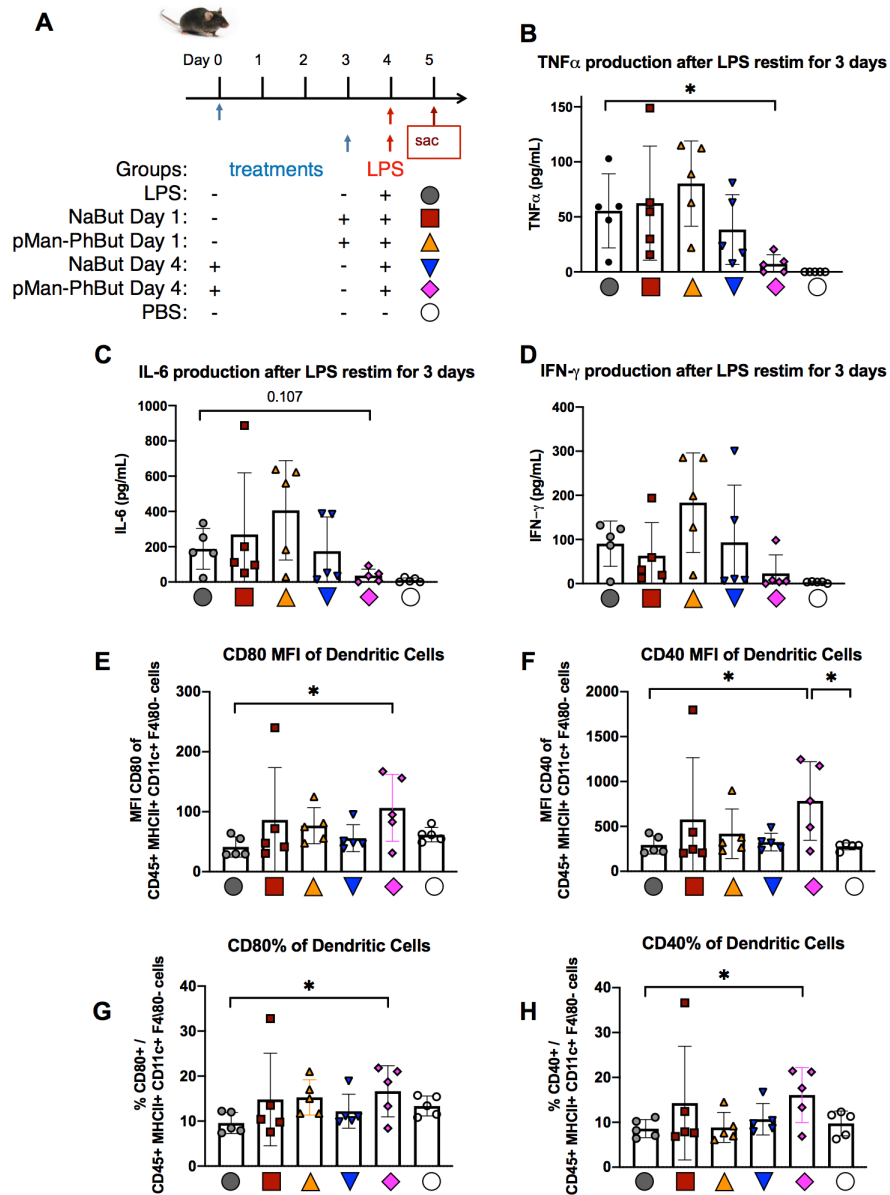 A
Day 0 1 2 3 4 5
sac
Groups: treatments LPS
LPS: - - +
NaBut Day 1: - + +
pMan-PhBut Day 1: - + +
NaBut Day 4: + - +
pMan-PhBut Day 4: + - +
PBS: - - -
B
TNFα production after LPS restim for 3 days
*
TNFα (pg/mL)
150
100
50
0
C
IL-6 production after LPS restim for 3 days
0.107
IL-6 (pg/mL)
1000
800
600
400
200
0
D
IFN-γ production after LPS restim for 3 days
IFN-γ (pg/mL)
400
300
200
100
0
E
CD80 MFI of Dendritic Cells
*
MFI CD80 of
CD45+ MHCII+ CD11c+ F4\80- cells
300
200
100
0
F
CD40 MFI of Dendritic Cells
* *
MFI CD40 of
CD45+ MHCII+ CD11c+ F4\80- cells
2000
1500
1000
500
0
G
CD80% of Dendritic Cells
*
% CD80+ /
CD45+ MHCII+ CD11c+ F4\80- cells
40
30
20
10
0
H
CD40% of Dendritic Cells
*
% CD40+ /
CD45+ MHCII+ CD11c+ F4\80- cells
40
30
20
10
0